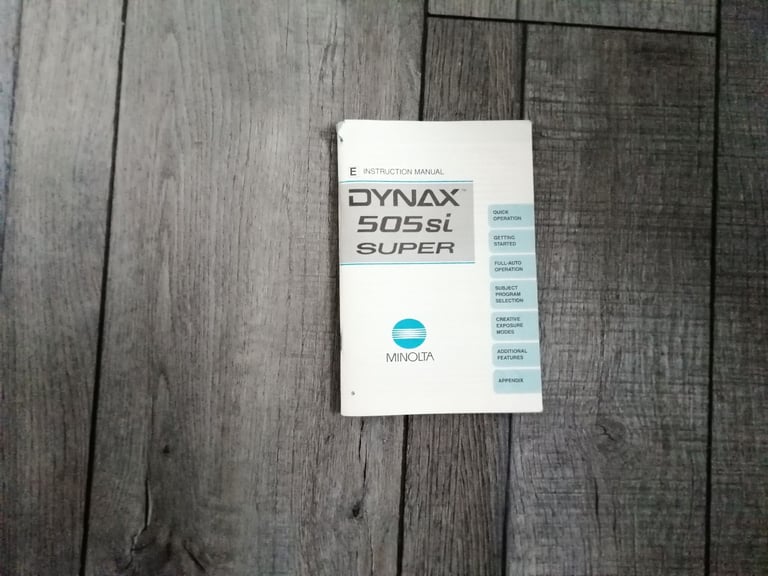 E INSTRUCTION MANUAL
DYNAX™
505si
SUPER
QUICK
OPERATION
GETTING
STARTED
FULL-AUTO
OPERATION
SUBJECT
PROGRAM
SELECTION
CREATIVE
EXPOSURE
MODES
ADDITIONAL
FEATURES
APPENDIX
MINOLTA